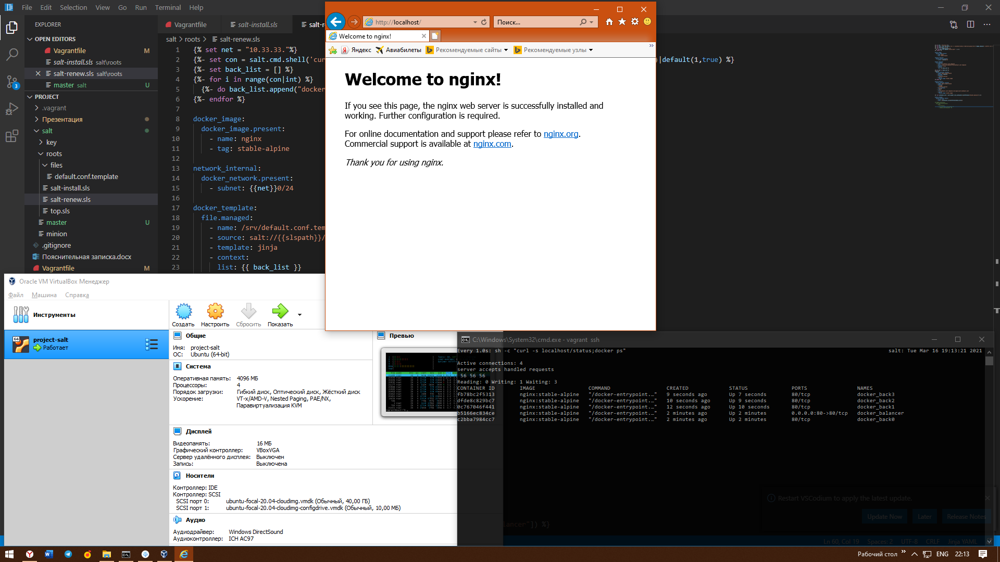 File Edit Selection View Go Run Terminal Help
EXPLORER
OPEN EDITORS
Vagrantfile M
salt-install.sls salt\roots
salt-renew.sls salt\roots
master salt U
PROJECT
.vagrant
Презентация
salt
key
roots
files
default.conf.template
salt-install.sls
salt-renew.sls
top.sls
master U
minion
.gitignore
Пояснительная записка.docx
Vagrantfile M
3
Vagrantfile
salt-install.sls
salt-r
salt > roots > salt-renew.sls
1 {% set net = "10.33.33."%}
2 {%- set con = salt.cmd.shell('cur
)|default(1,true) %}
3 {%- set back_list = [] %}
4 {%- for i in range(con|int) %}
5 {%- do back_list.append("docker
6 {%- endfor %}
7
8 docker_image:
9 docker_image.present:
10 - name: nginx
11 - tag: stable-alpine
12
13 network_internal:
14 docker_network.present:
15 - subnet: {{net}}0/24
16
17 docker_template:
18 file.managed:
19 - name: /srv/default.conf.tem
20 - source: salt://{{slspath}}/
21 - template: jinja
22 - context:
23 list: {{ back_list }}
http://localhost/
Поиск...
Welcome to nginx!
Яндекс
Авиабилеты
Рекомендуемые сайты
Рекомендуемые узлы
Welcome to nginx!
If you see this page, the nginx web server is successfully installed and
working. Further configuration is required.
For online documentation and support please refer to nginx.org.
Commercial support is available at nginx.com.
Thank you for using nginx.
Oracle VM VirtualBox Менеджер
Файл Машина Справка
Инструменты
64
project-salt
Работает
Создать Настроить Сбросить Показать
Общие
Имя: project-salt
ОС: Ubuntu (64-bit)
Система
Оперативная память: 4096 МБ
Процессоры: 4
Порядок загрузки: Гибкий диск, Оптический диск, Жёсткий диск
Ускорение: VT-x/AMD-V, Nested Paging, PAE/NX,
Паравиртуализация KVM
Превью
Дисплей
Видеопамять: 16 МБ
Графический контроллер: VBoxVGA
Сервер удалённого дисплея: Выключен
Запись: Выключена
Носители
Контроллер: IDE
Контроллер: SCSI
SCSI порт 0: ubuntu-focal-20.04-cloudimg.vmdk (Обычный, 40,00 ГБ)
SCSI порт 1: ubuntu-focal-20.04-cloudimg-configdrive.vmdk (Обычный, 10,00 МБ)
Аудио
Аудиодрайвер: Windows DirectSound
Аудиоконтроллер: ICH AC97
C:\Windows\System32\cmd.exe - vagrant ssh
Every 1.0s: sh -c "curl -s localhost/status;docker ps" salt: Tue Mar 16 19:13:21 2021
Active connections: 4
server accepts handled requests
56 56 56
Reading: 0 Writing: 1 Waiting: 3
CONTAINER ID IMAGE COMMAND CREATED STATUS PORTS NAMES
fb78bc2f5313 nginx:stable-alpine "/docker-entrypoint.…" 9 seconds ago Up 7 seconds 80/tcp docker_back3
dfde8c829bc7 nginx:stable-alpine "/docker-entrypoint.…" 10 seconds ago Up 9 seconds 80/tcp docker_back2
0c767046f441 nginx:stable-alpine "/docker-entrypoint.…" 12 seconds ago Up 10 seconds 80/tcp docker_back1
b5166ec834ce nginx:stable-alpine "/docker-entrypoint.…" 2 minutes ago Up 2 minutes 0.0.0.0:80->80/tcp docker_balancer
c2bba7984cc7 nginx:stable-alpine "/docker-entrypoint.…" 2 minutes ago Up 2 minutes 80/tcp docker_back0
Restart VSCodium to apply the latest update.
Update Now Later Release Notes
lancer"]) %}
Ln 60, Col 19 Spaces: 2 UTF-8 CRLF Jinja YAML
Рабочий стол ENG 22:13